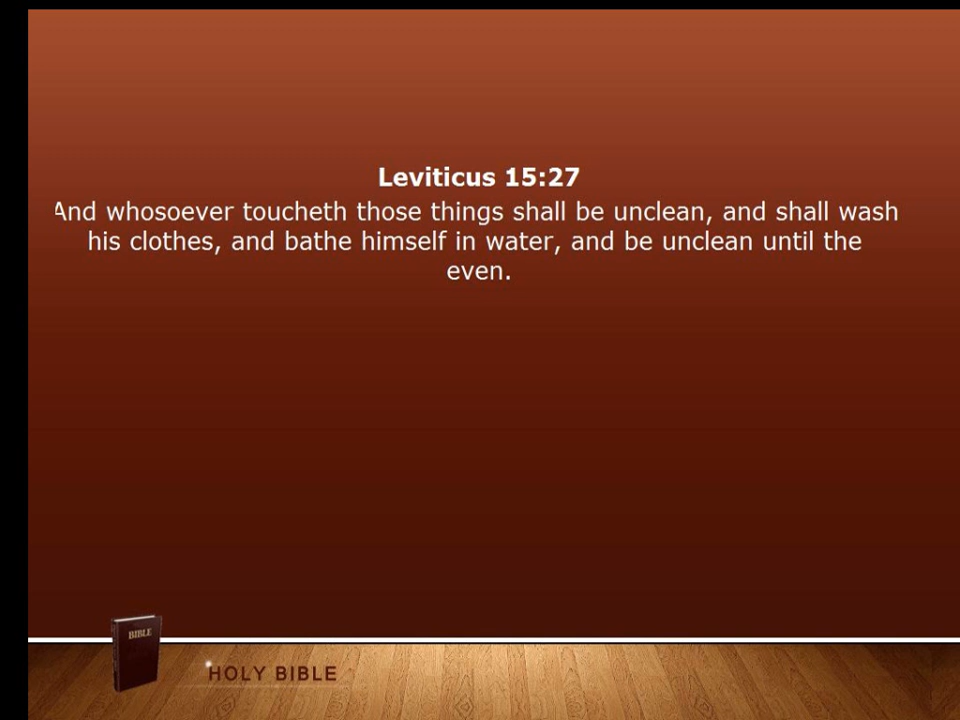 Leviticus 15:27
And whosoever toucheth those things shall be unclean, and shall wash
his clothes, and bathe himself in water, and be unclean until the
even.
BIBLE
HOLY BIBLE